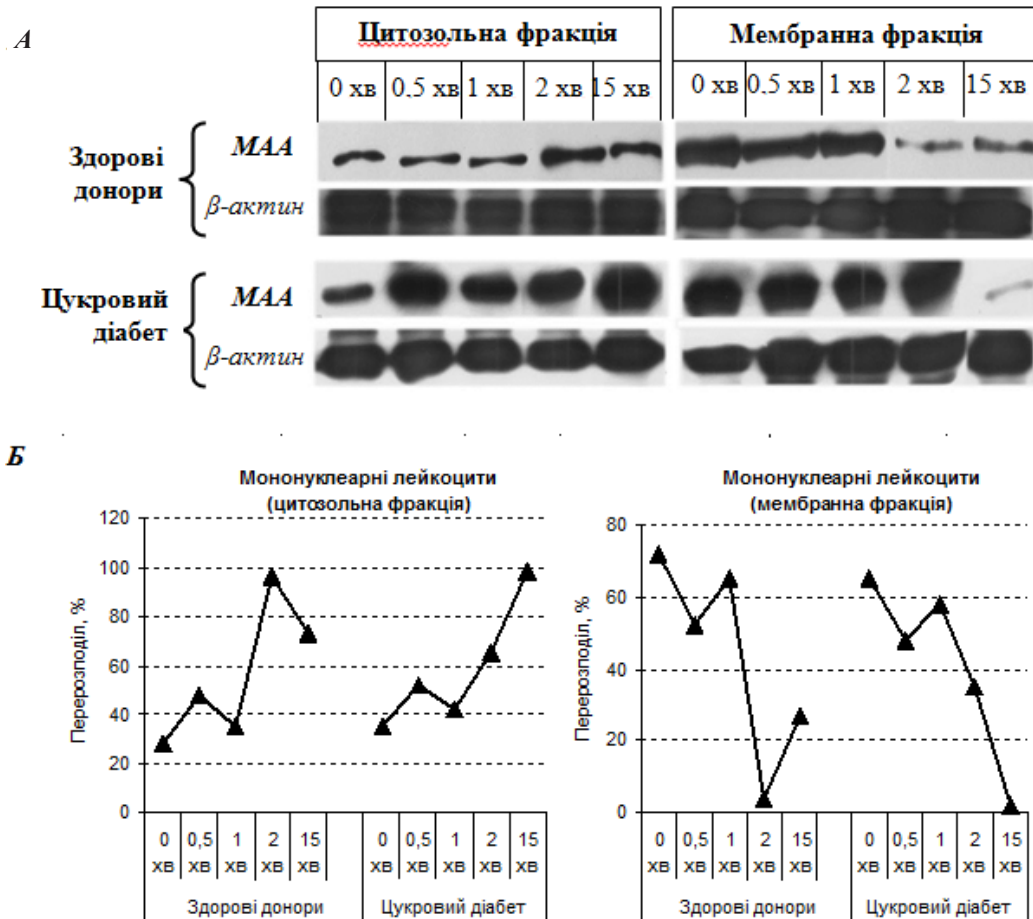 А
Цитозольна фракція
Мембранна фракція
0 хв 0,5 хв 1 хв 2 хв 15 хв
0 хв 0,5 хв 1 хв 2 хв 15 хв
Здорові
донори
МАА
β-актин
Цукровий
діабет
МАА
β-актин
Б
Мононуклеарні лейкоцити
(цитозольна фракція)
Перерозподіл, %
120
100
80
60
40
20
0
0 0,5 1 2 15
хв хв хв хв хв
0 0,5 1 2 15
хв хв хв хв хв
Здорові донори
Цукровий діабет
Мононуклеарні лейкоцити
(мембранна фракція)
Перерозподіл, %
80
60
40
20
0
0 0,5 1 2 15
хв хв хв хв хв
0 0,5 1 2 15
хв хв хв хв хв
Здорові донори
Цукровий діабет